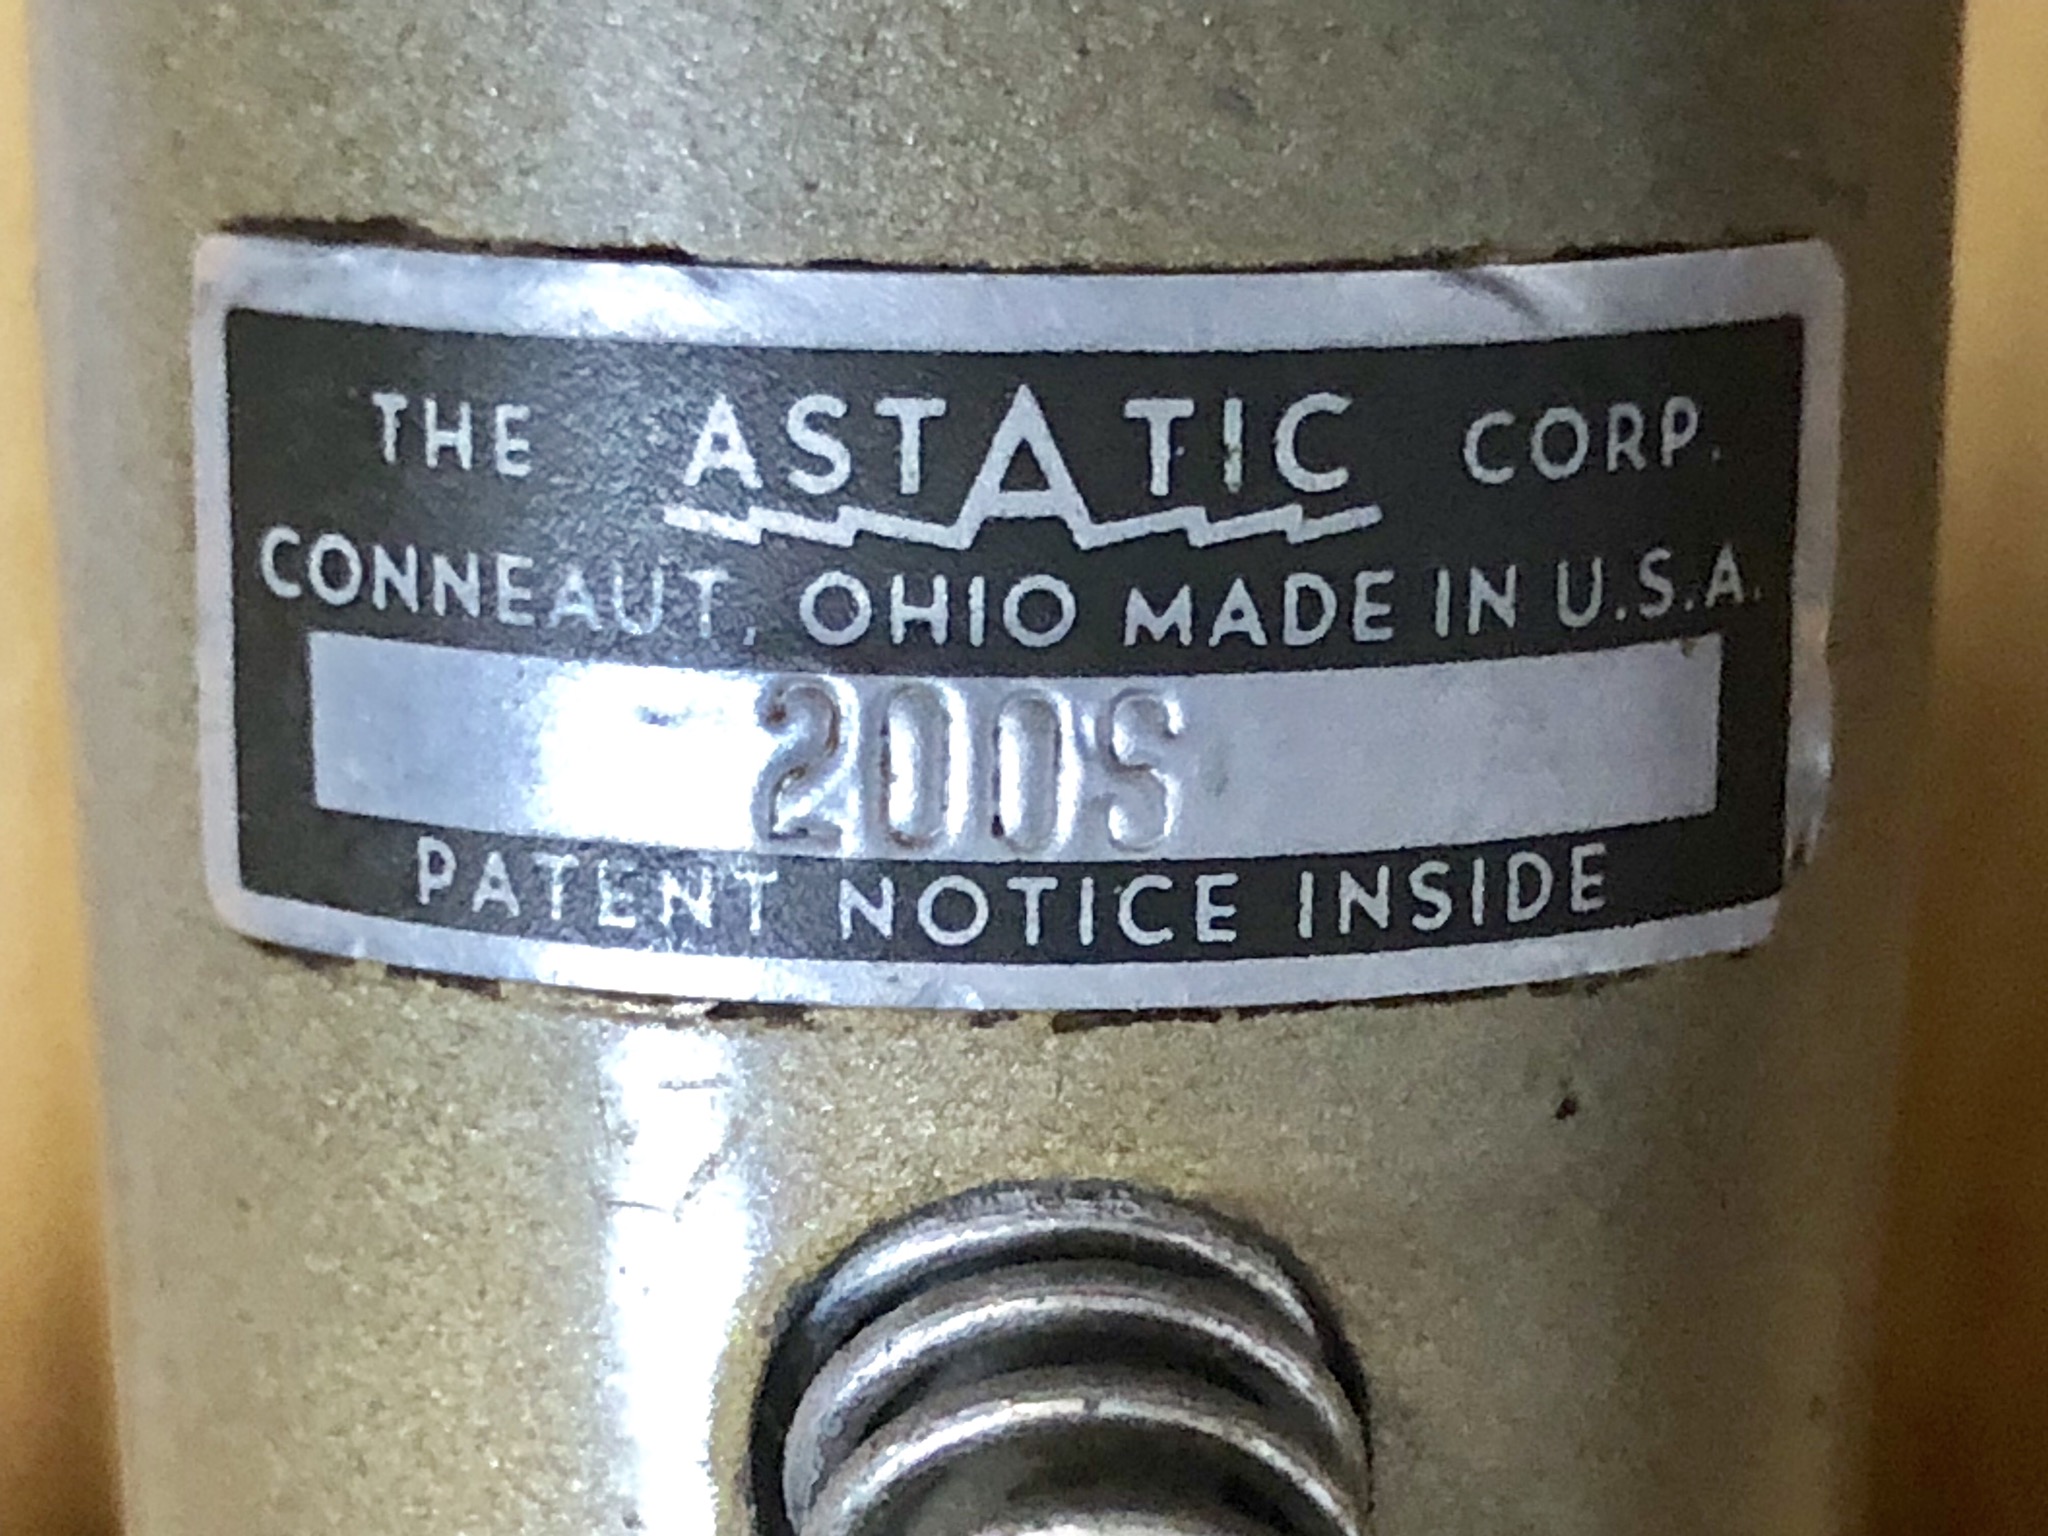 THE ASTATIC CORP.
CONNEAUT, OHIO MADE IN U.S.A.
200S
PATENT NOTICE INSIDE